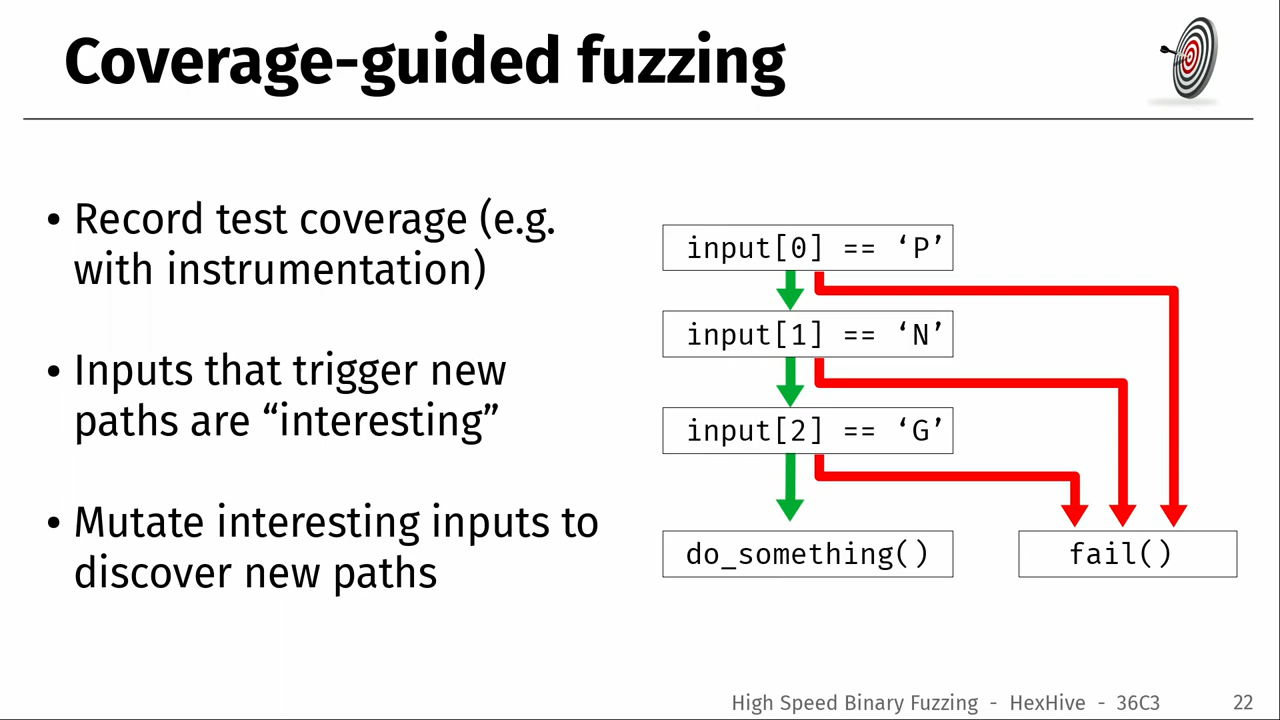 Coverage-guided fuzzing
• Record test coverage (e.g.
with instrumentation)
• Inputs that trigger new
paths are “interesting”
• Mutate interesting inputs to
discover new paths
input[0] == ‘P’
input[1] == ‘N’
input[2] == ‘G’
do_something()
fail()
High Speed Binary Fuzzing - HexHive - 36C3
22